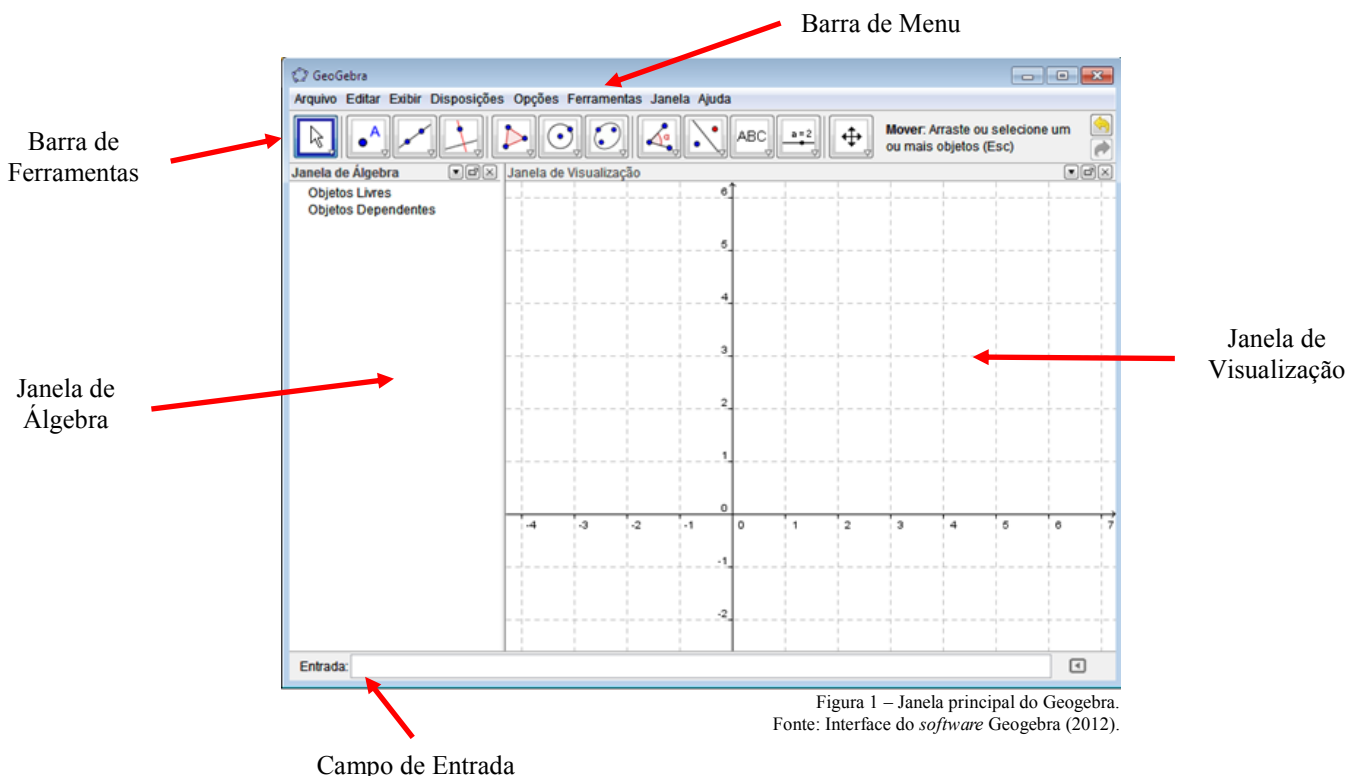 Barra de Menu
GeoGebra
Arquivo Editar Exibir Disposições Opções Ferramentas Janela Ajuda
Barra de
Ferramentas
A
α
ABC
a=2
Mover: Arraste ou selecione um
ou mais objetos (Esc)
Janela de Álgebra
Janela de Visualização
Objetos Livres
Objetos Dependentes
6
5
4
3
2
1
0
-4 -3 -2 -1 0 1 2 3 4 5 6 7
-1
-2
Janela de
Visualização
Janela de
Álgebra
Entrada:
Figura 1 – Janela principal do Geogebra.
Fonte: Interface do software Geogebra (2012).
Campo de Entrada